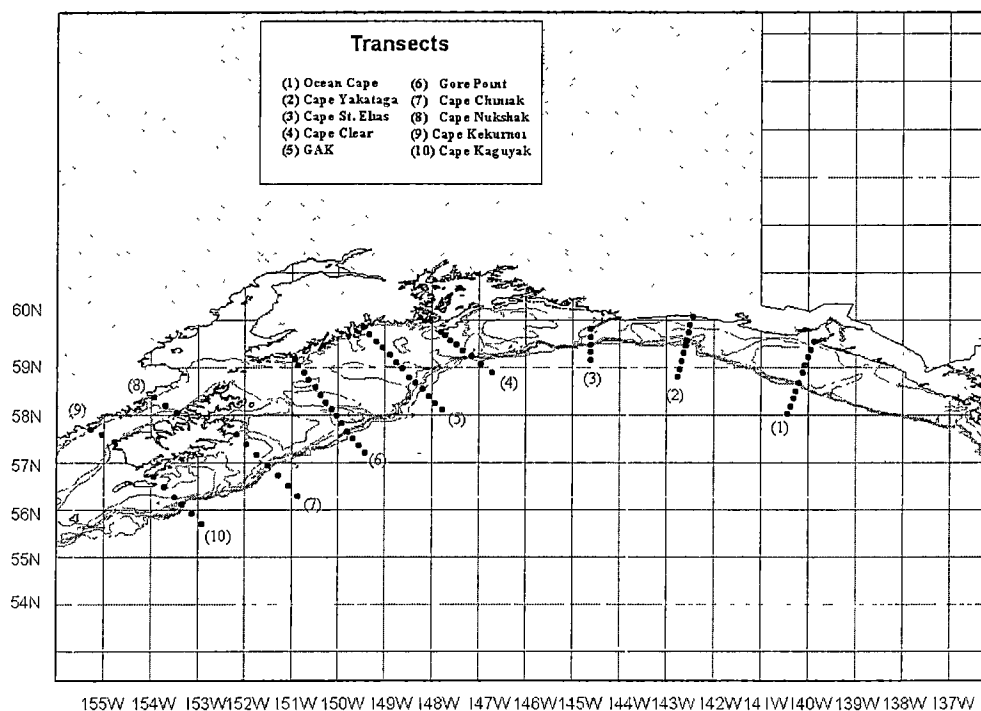 Transects
(1) Ocean Cape (6) Gore Point
(2) Cape Yakataga (7) Cape Chiniak
(3) Cape St. Elias (8) Cape Nukshak
(4) Cape Clear (9) Cape Kekurnoi
(5) GAK (10) Cape Kaguyak
60N
59N
58N
57N
56N
55N
54N
(8)
(9)
(4)
(3)
(2)
(5)
(1)
(6)
(7)
(10)
155W 154W 153W 152W 151W 150W 149W 148W 147W 146W 145W 144W 143W 142W 141W 140W 139W 138W 137W